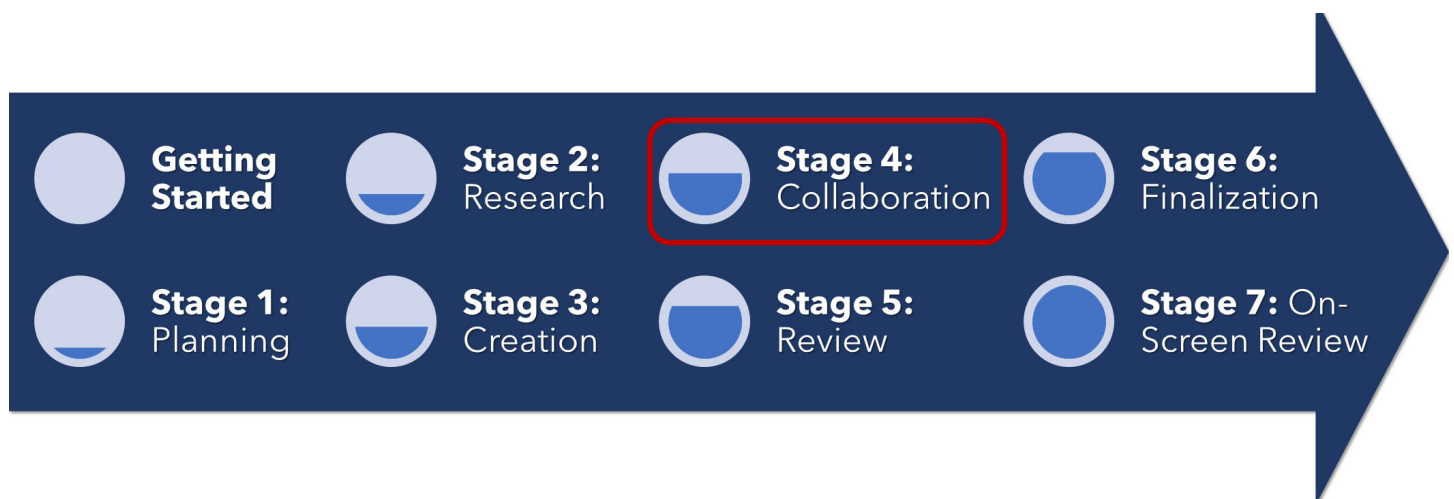 Getting
Started
Stage 1:
Planning
Stage 2:
Research
Stage 3:
Creation
Stage 4:
Collaboration
Stage 5:
Review
Stage 6:
Finalization
Stage 7: On-
Screen Review